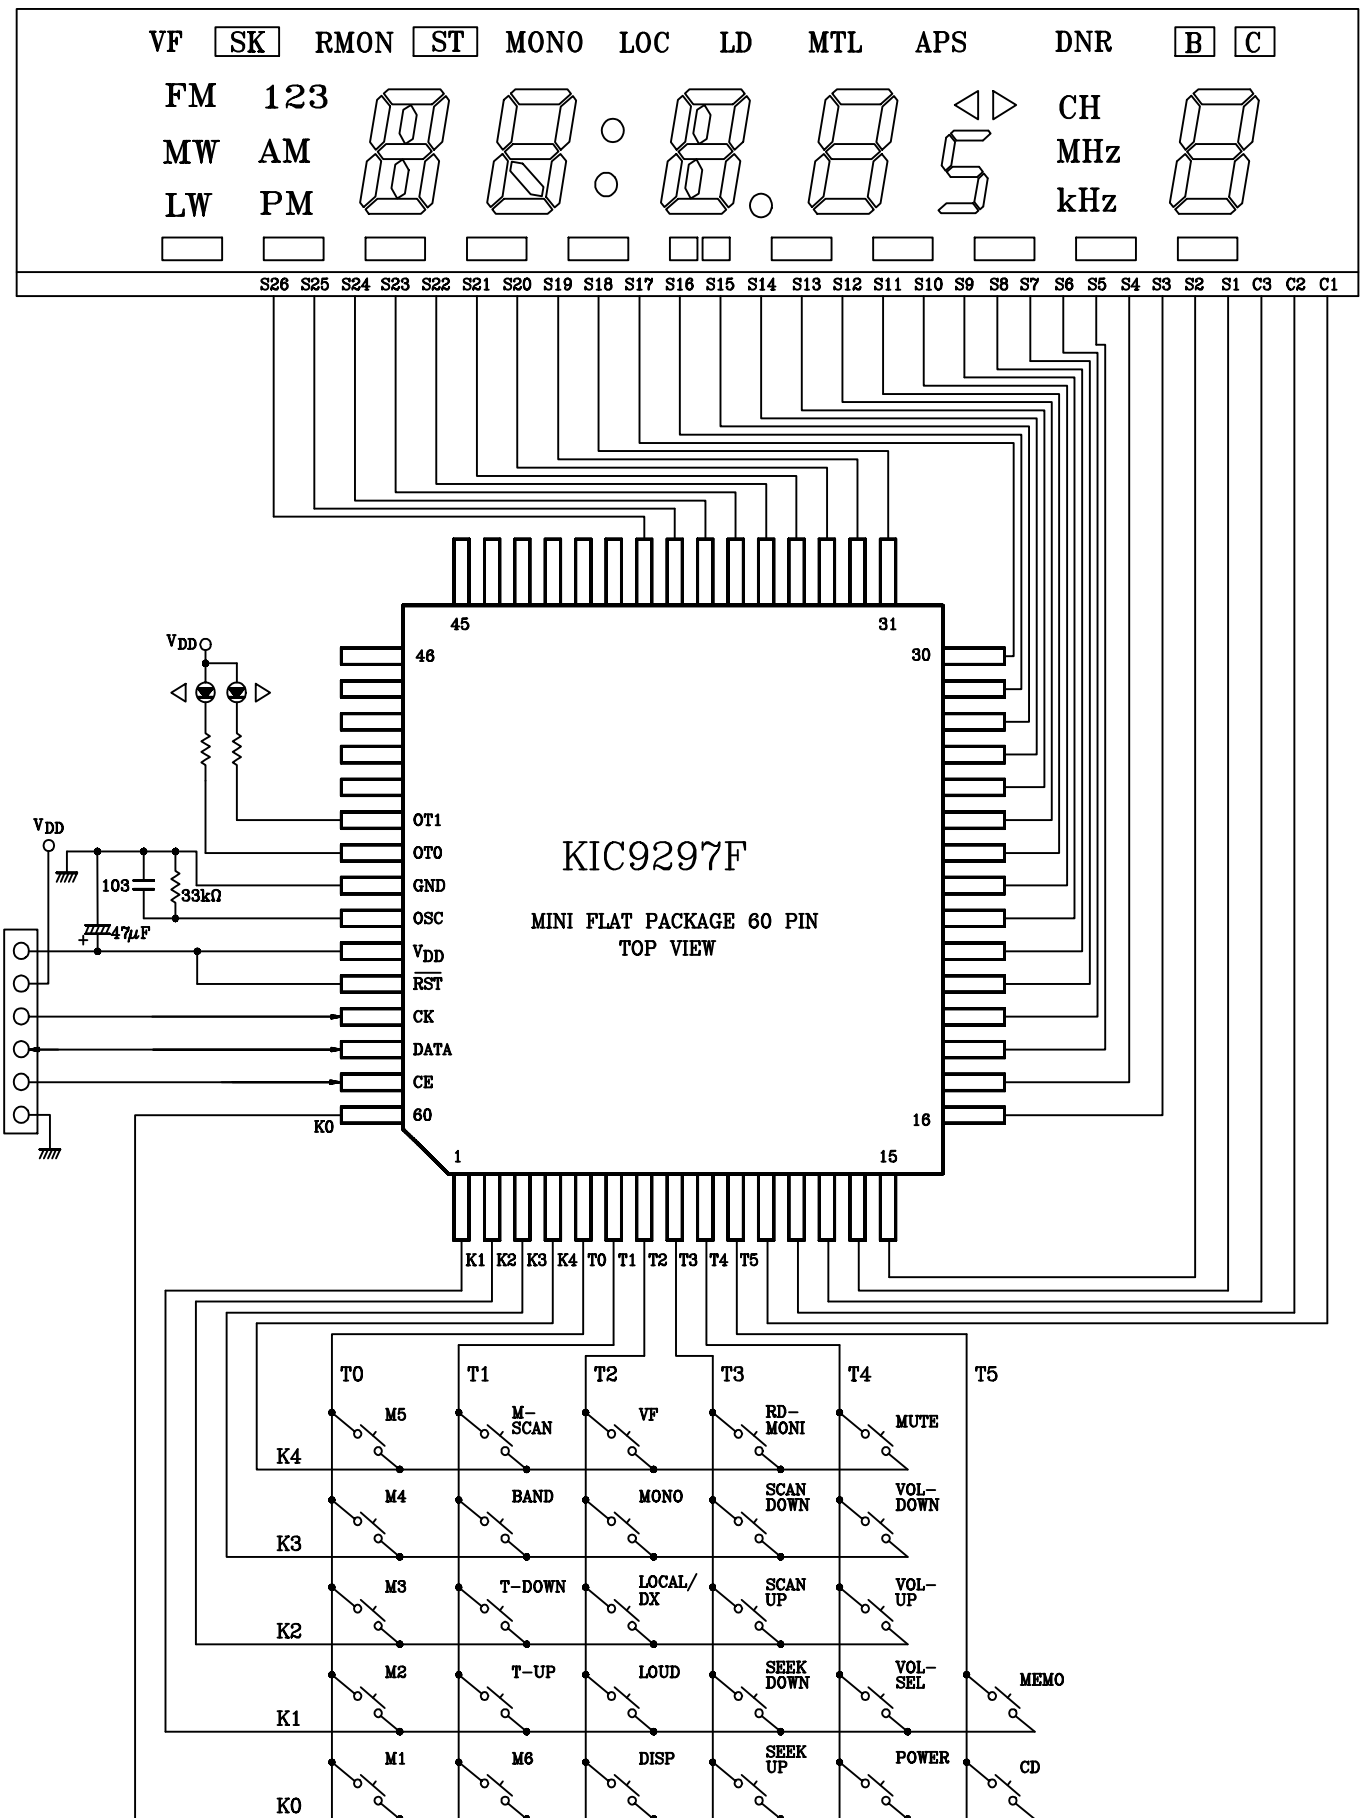 VF SK RMON ST MONO LOC LD MTL APS DNR B C
FM 123 CH
MW AM MHz
LW PM kHz
S26 S25 S24 S23 S22 S21 S20 S19 S18 S17 S16 S15 S14 S13 S12 S11 S10 S9 S8 S7 S6 S5 S4 S3 S2 S1 C3 C2 C1
45 31
46 30
VDD
OT1
VDD
OT0
KIC9297F
103 33kΩ GND
OSC
MINI FLAT PACKAGE 60 PIN
TOP VIEW
+ 47μF
VDD
RST
CK
DATA
CE
K0 60 16
1 15
K1 K2 K3 K4 T0 T1 T2 T3 T4 T5
T0 T1 T2 T3 T4 T5
M5 M-
SCAN VF RD-
MONI MUTE
K4
M4 BAND MONO SCAN
DOWN VOL-
DOWN
K3
M3 T-DOWN LOCAL/
DX SCAN
UP VOL-
UP
K2
M2 T-UP LOUD SEEK
DOWN VOL-
SEL MEMO
K1
M1 M6 DISP SEEK
UP POWER CD
K0